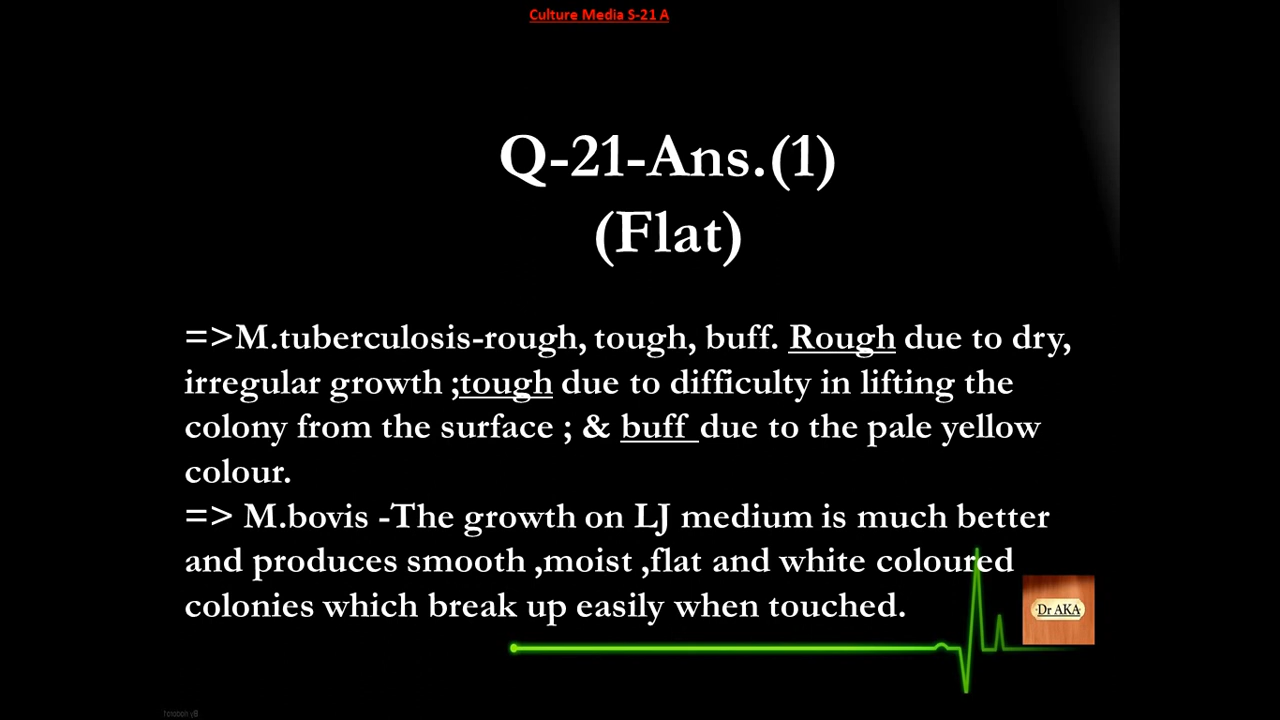 Culture Media S-21 A
Q-21-Ans.(1)
(Flat)
=>M.tuberculosis-rough, tough, buff. Rough due to dry,
irregular growth ;tough due to difficulty in lifting the
colony from the surface ; & buff due to the pale yellow
colour.
=> M.bovis -The growth on LJ medium is much better
and produces smooth ,moist ,flat and white coloured
colonies which break up easily when touched.
Dr AKA